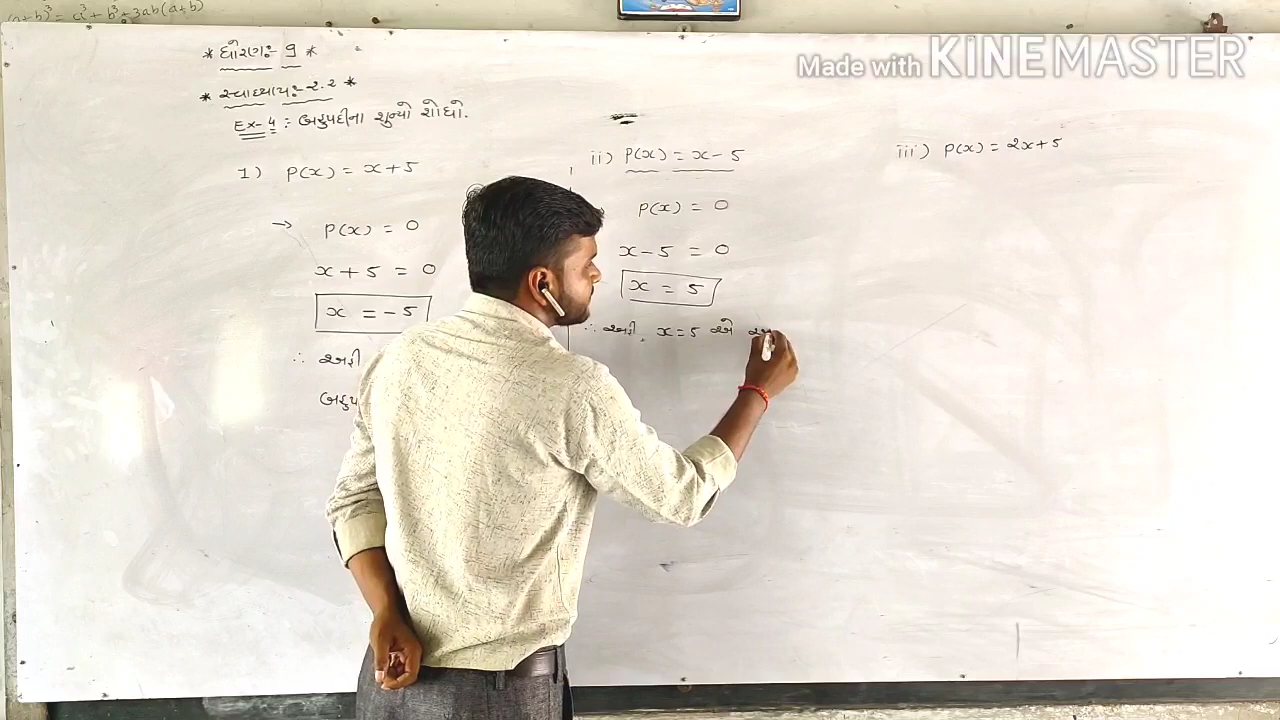 (a+b)³ = a³ + b³ + 3ab(a+b)
Made with KINEMASTER
* ધોરણ:- 9 *
* સ્વાધ્યાય:- 2.2 *
Ex-4 : બહુપદીના શુન્યો શોધો.
1) P(x) = x+5
→ P(x) = 0
x+5 = 0
x = -5
∴ અહી
બહુપ
ii) P(x) = x-5
P(x) = 0
x-5 = 0
x = 5
∴ અહી x=5 એ
iii) P(x) = 2x+5